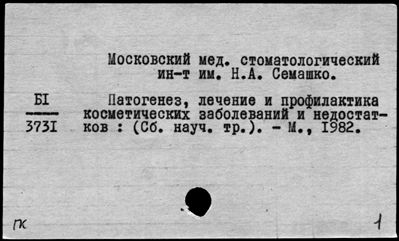 Московский мед. стоматологический
ин-т им. Н.А. Семашко.
БІ
3731
Патогенез, лечение и профилактика
косметических заболеваний и недостат-
ков : (Сб. науч. тр.). - М., 1982.
ГК
1